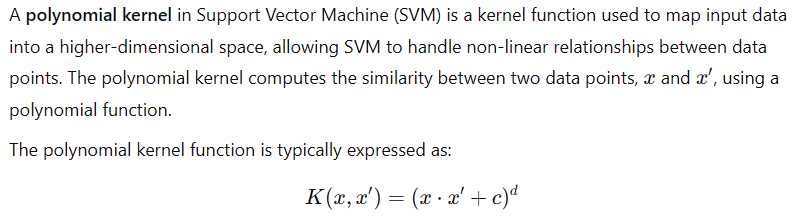 A polynomial kernel in Support Vector Machine (SVM) is a kernel function used to map input data
into a higher-dimensional space, allowing SVM to handle non-linear relationships between data
points. The polynomial kernel computes the similarity between two data points, x and x′, using a
polynomial function.
The polynomial kernel function is typically expressed as:
K(x, x′) = (x · x′ + c)ᵈ